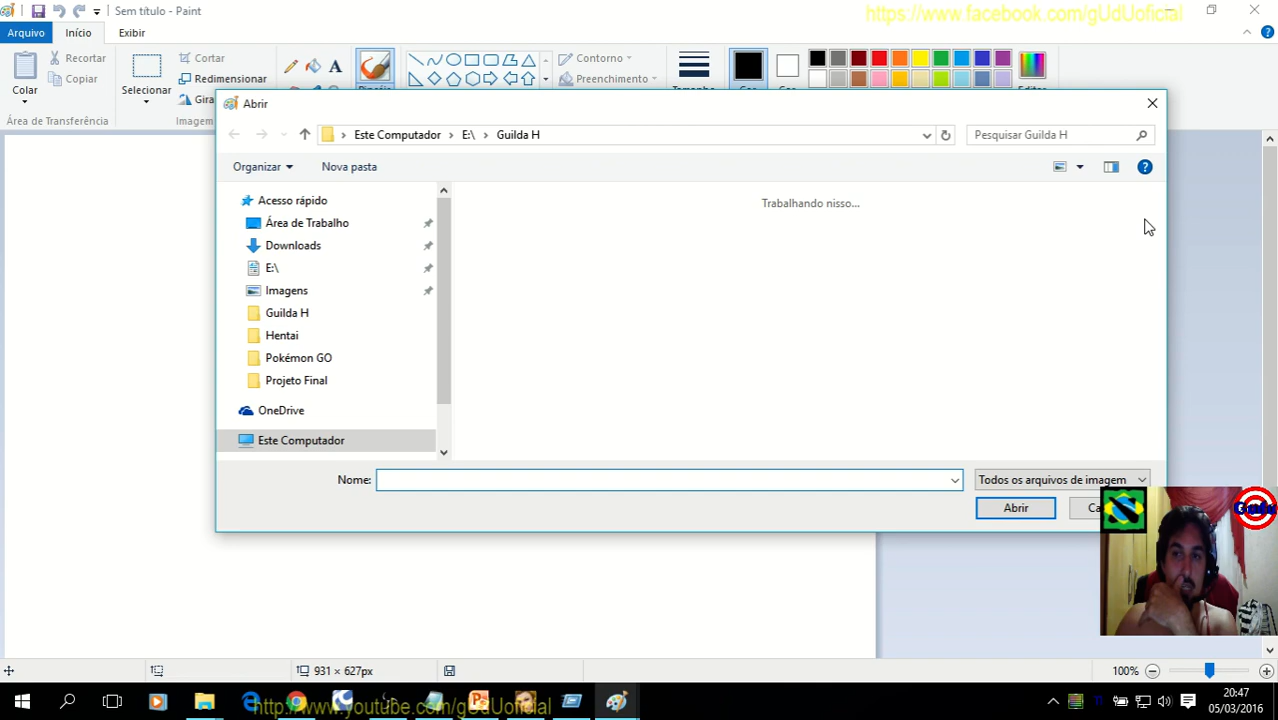 Sem título - Paint
https://www.facebook.com/gUdUoficial
Arquivo Início Exibir
Colar
Recortar
Copiar
Área de Transferência
Selecionar
Cortar
Redimensionar
Gira
Imagem
Contorno
Preenchimento
Abrir
Este Computador E:\ Guilda H
Pesquisar Guilda H
Organizar Nova pasta
Acesso rápido
Área de Trabalho
Downloads
E:\
Imagens
Guilda H
Hentai
Pokémon GO
Projeto Final
OneDrive
Este Computador
Trabalhando nisso...
Nome:
Todos os arquivos de imagem
Abrir
Ca
931 × 627px
100%
http://www.youtube.com/gUdUoficial
20:47
05/03/2016